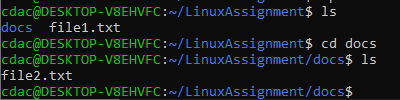 cdac@DESKTOP-V8EHVFC:~/LinuxAssignment$ ls
docs  file1.txt
cdac@DESKTOP-V8EHVFC:~/LinuxAssignment$ cd docs
cdac@DESKTOP-V8EHVFC:~/LinuxAssignment/docs$ ls
file2.txt
cdac@DESKTOP-V8EHVFC:~/LinuxAssignment/docs$